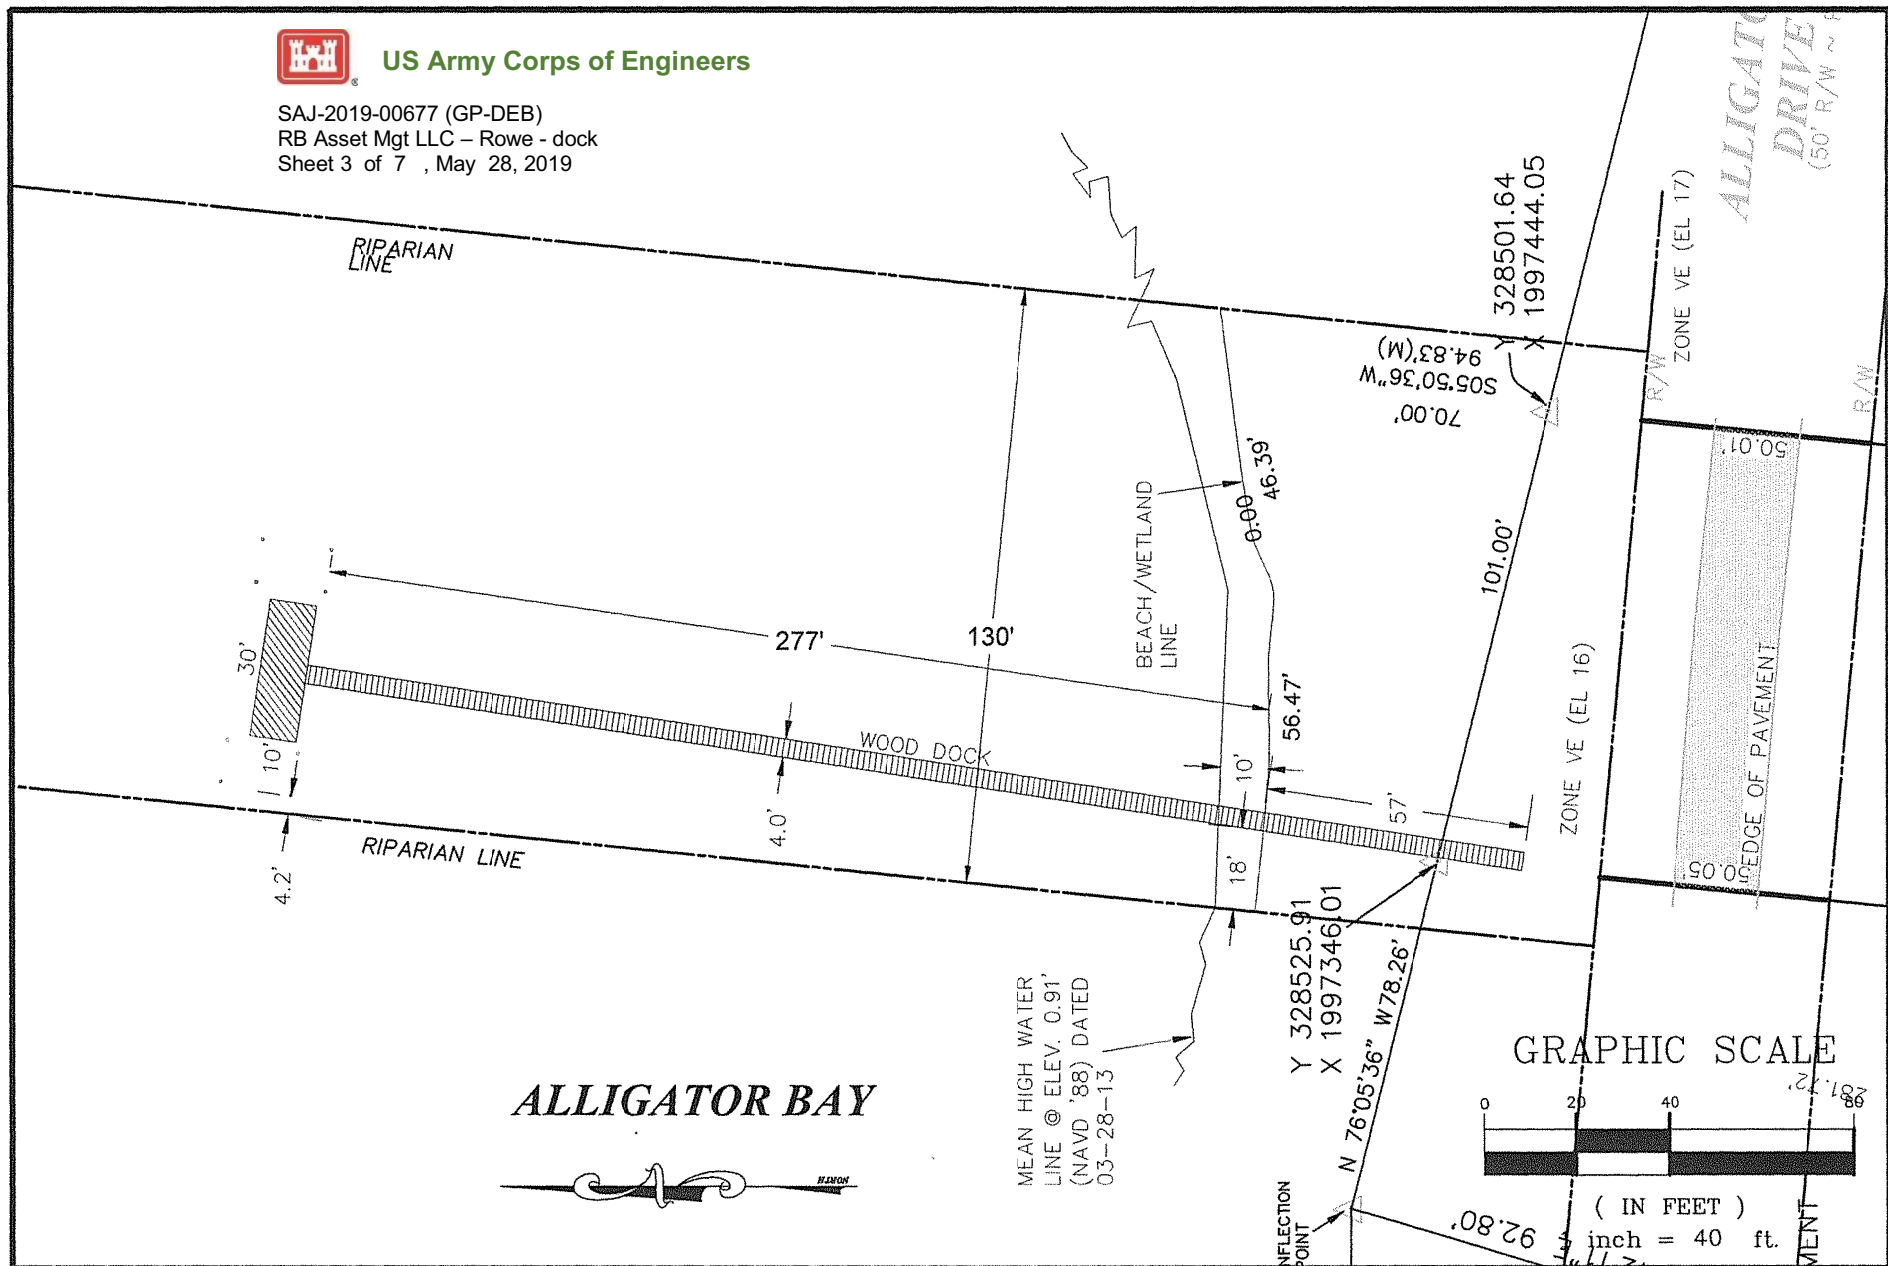 US Army Corps of Engineers
SAJ-2019-00677 (GP-DEB)
RB Asset Mgt LLC – Rowe - dock
Sheet 3 of 7 , May 28, 2019
RIPARIAN
LINE
Y 328501.64
X 1997444.05
ZONE VE (EL 17)
DRIVE
R/W
R/W
S05°50'36"W
94.83'(M)
70.00'
50.01'
BEACH/WETLAND
LINE
0.00
46.39'
101.00'
277'
130'
30'
10'
4.0'
WOOD DOCK
56.47'
10'
57'
18'
ZONE VE (EL 16)
EDGE OF PAVEMENT
50.05'
4.2'
RIPARIAN LINE
Y 328525.91
X 1997346.01
MEAN HIGH WATER
LINE @ ELEV. 0.91'
(NAVD '88) DATED
03-28-13
N 76°05'36" W78.26'
ALLIGATOR BAY
NORTH
GRAPHIC SCALE
281.72'
0 20 40 80
( IN FEET )
inch = 40 ft.
92.80'
POINT